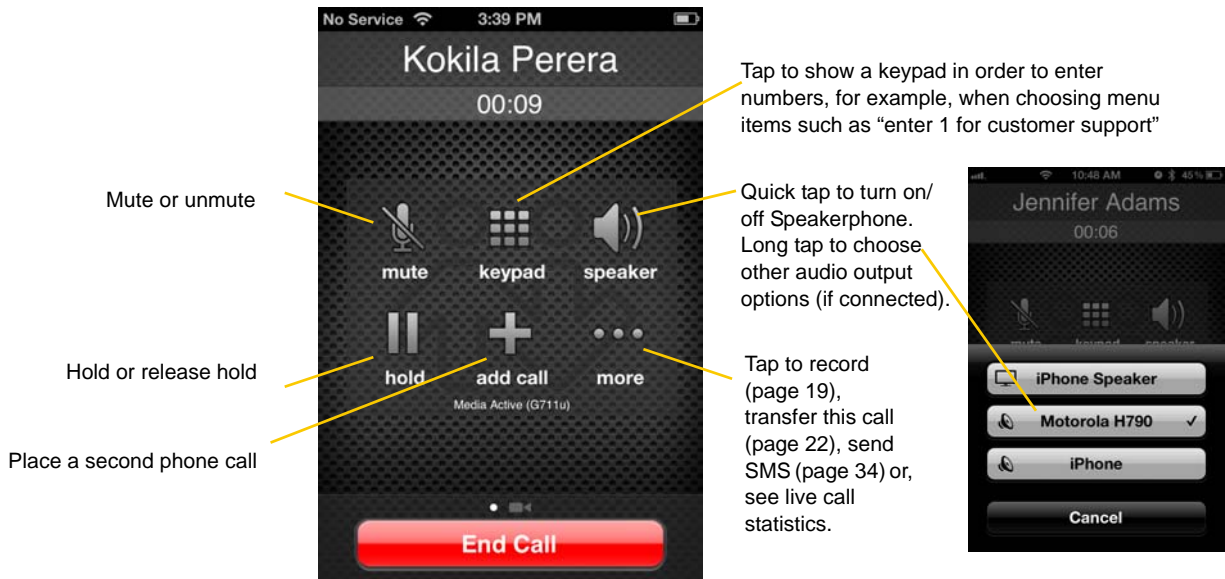 No Service 3:39 PM
Kokila Perera
00:09
mute keypad speaker
hold add call more
Media Active (G711u)
End Call
Mute or unmute
Hold or release hold
Place a second phone call
Tap to show a keypad in order to enter
numbers, for example, when choosing menu
items such as “enter 1 for customer support”
Quick tap to turn on/
off Speakerphone.
Long tap to choose
other audio output
options (if connected).
Tap to record
(page 19),
transfer this call
(page 22), send
SMS (page 34) or,
see live call
statistics.
10:48 AM 45%
Jennifer Adams
00:06
mute keypad speaker
iPhone Speaker
Motorola H790 ✓
iPhone
Cancel